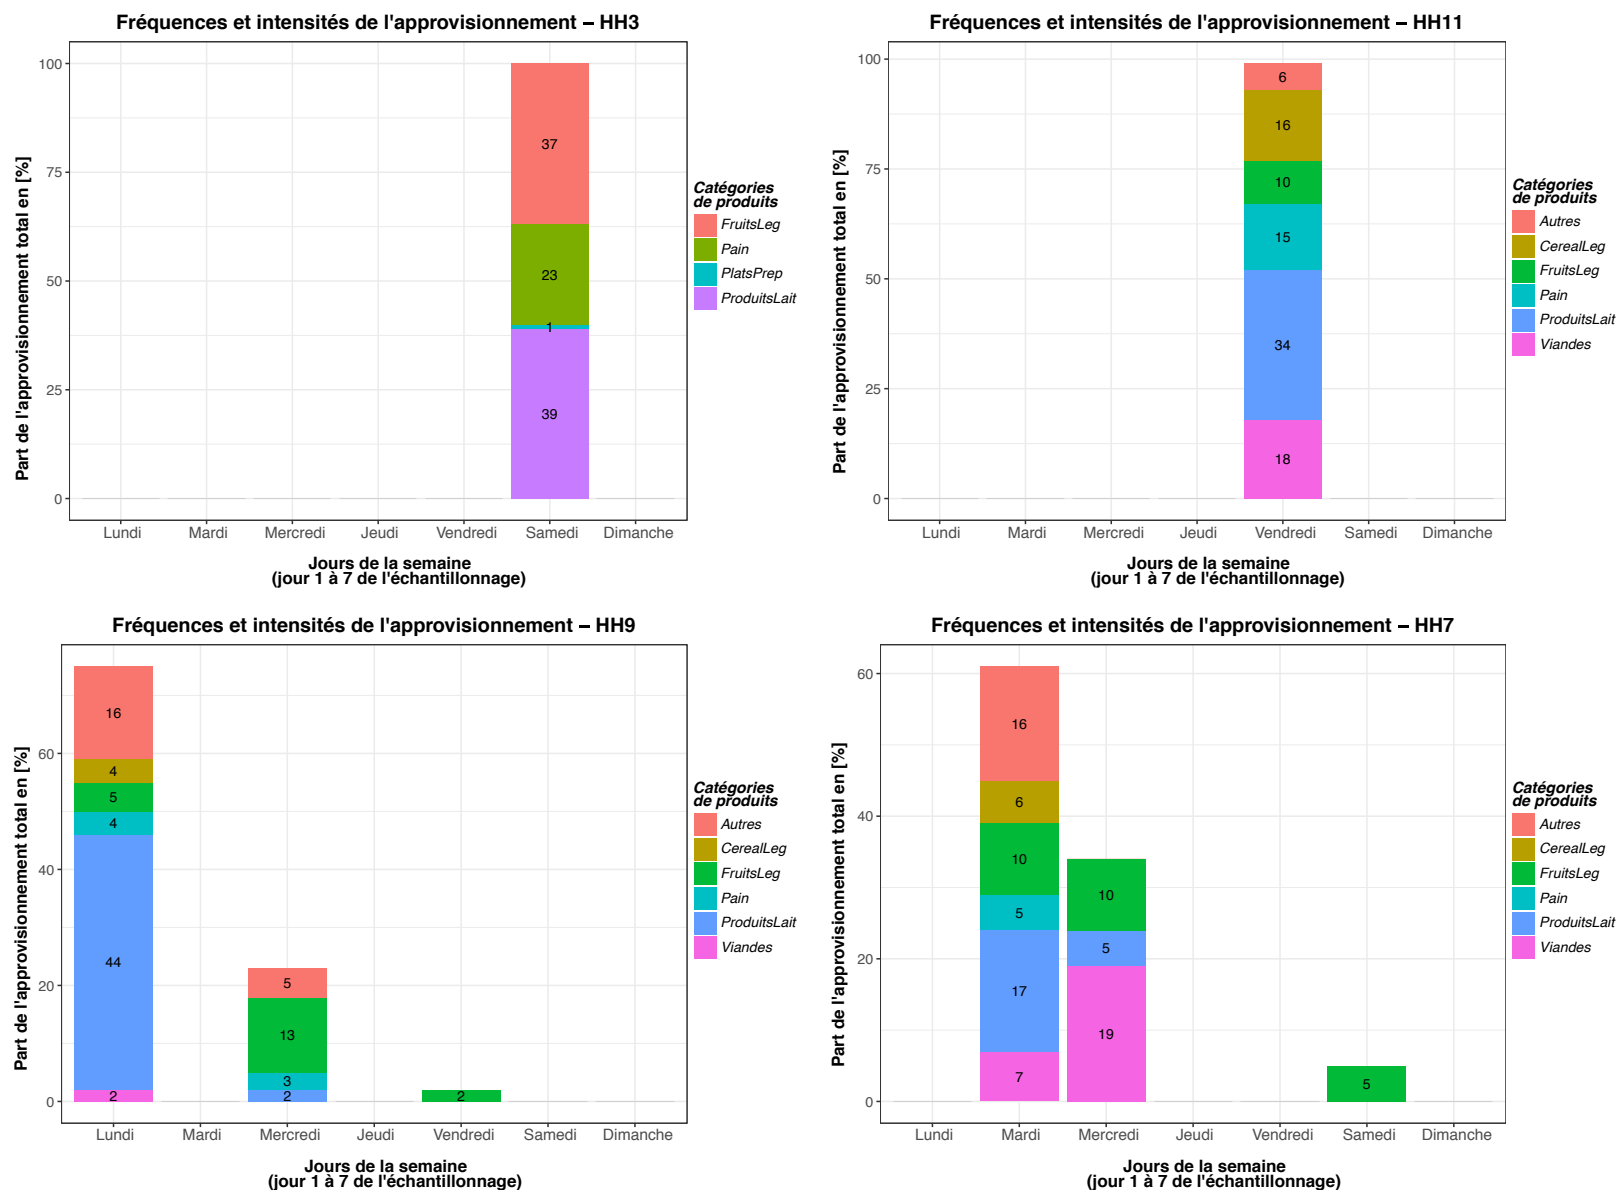 Fréquences et intensités de l'approvisionnement – HH3
Part de l'approvisionnement total en [%]
100
75
50
25
0
37
23
1
39
Lundi Mardi Mercredi Jeudi Vendredi Samedi Dimanche
Jours de la semaine
(jour 1 à 7 de l'échantillonnage)
Catégories
de produits
FruitsLeg
Pain
PlatsPrep
ProduitsLait
Fréquences et intensités de l'approvisionnement – HH11
Part de l'approvisionnement total en [%]
100
75
50
25
0
6
16
10
15
34
18
Lundi Mardi Mercredi Jeudi Vendredi Samedi Dimanche
Jours de la semaine
(jour 1 à 7 de l'échantillonnage)
Catégories
de produits
Autres
CerealLeg
FruitsLeg
Pain
ProduitsLait
Viandes
Fréquences et intensités de l'approvisionnement – HH9
Part de l'approvisionnement total en [%]
60
40
20
0
16
4
5
4
44
2
5
13
3
2
2
Lundi Mardi Mercredi Jeudi Vendredi Samedi Dimanche
Jours de la semaine
(jour 1 à 7 de l'échantillonnage)
Catégories
de produits
Autres
CerealLeg
FruitsLeg
Pain
ProduitsLait
Viandes
Fréquences et intensités de l'approvisionnement – HH7
Part de l'approvisionnement total en [%]
60
40
20
0
16
6
10
5
17
7
10
5
19
5
Lundi Mardi Mercredi Jeudi Vendredi Samedi Dimanche
Jours de la semaine
(jour 1 à 7 de l'échantillonnage)
Catégories
de produits
Autres
CerealLeg
FruitsLeg
Pain
ProduitsLait
Viandes